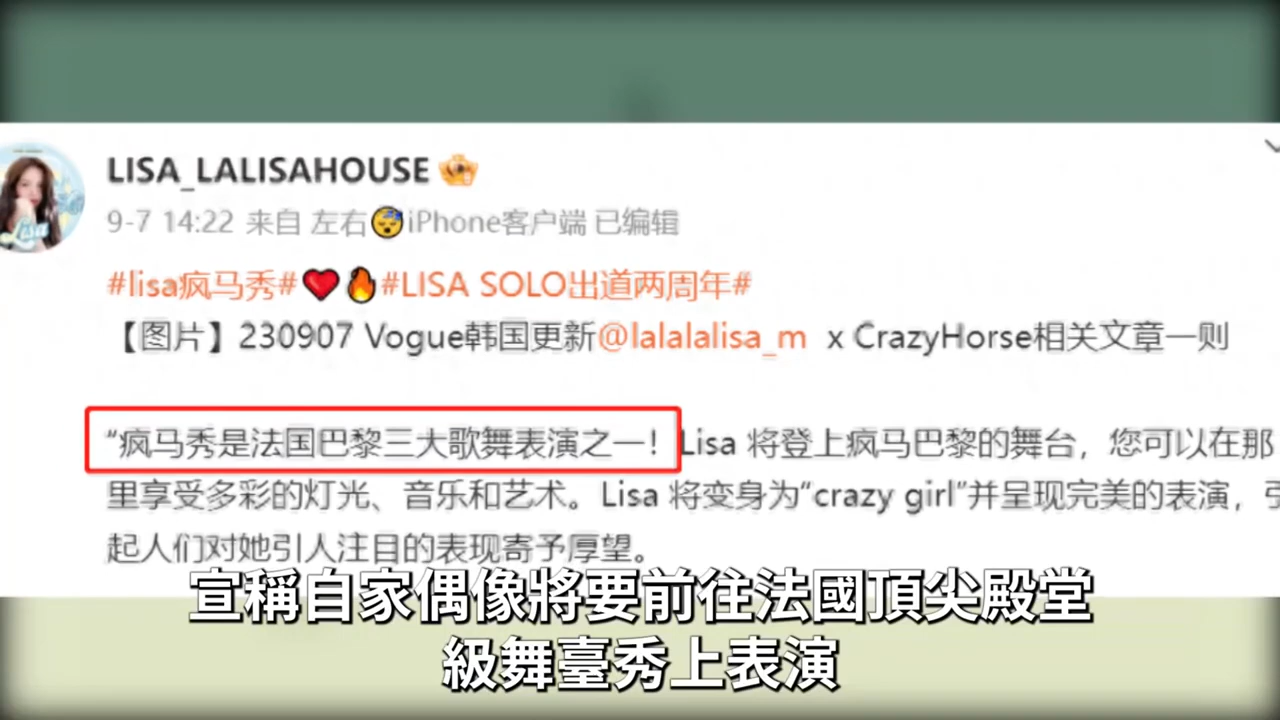 LISA_LALISAHOUSE
9-7 14:22 来自 左右😴iPhone客户端 已编辑
#lisa疯马秀#❤️🔥#LISA SOLO出道两周年#
【图片】230907 Vogue韩国更新@lalalalisa_m x CrazyHorse相关文章一则
“疯马秀是法国巴黎三大歌舞表演之一！Lisa 将登上疯马巴黎的舞台，您可以在那
里享受多彩的灯光、音乐和艺术。Lisa 将变身为“crazy girl”并呈现完美的表演，引
起人们对她引人注目的表现寄予厚望。
宣稱自家偶像將要前往法國頂尖殿堂
級舞臺秀上表演
Lisa